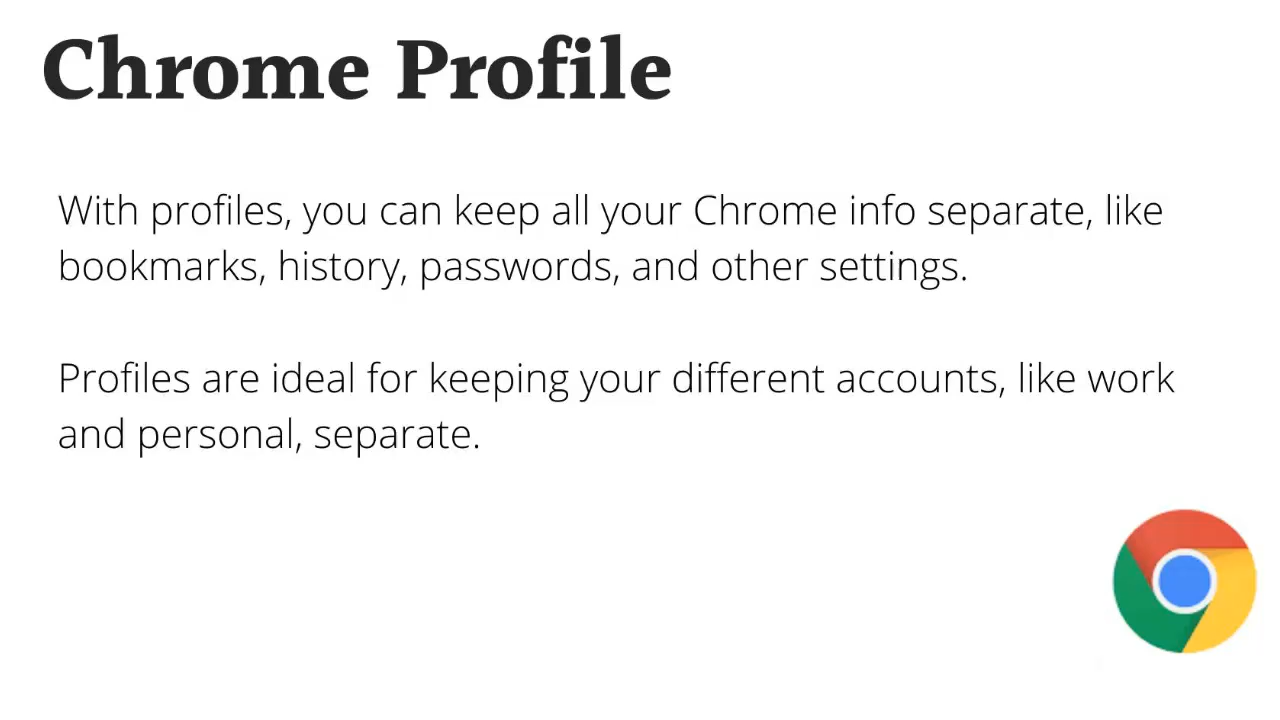 Chrome Profile
With profiles, you can keep all your Chrome info separate, like
bookmarks, history, passwords, and other settings.
Profiles are ideal for keeping your different accounts, like work
and personal, separate.